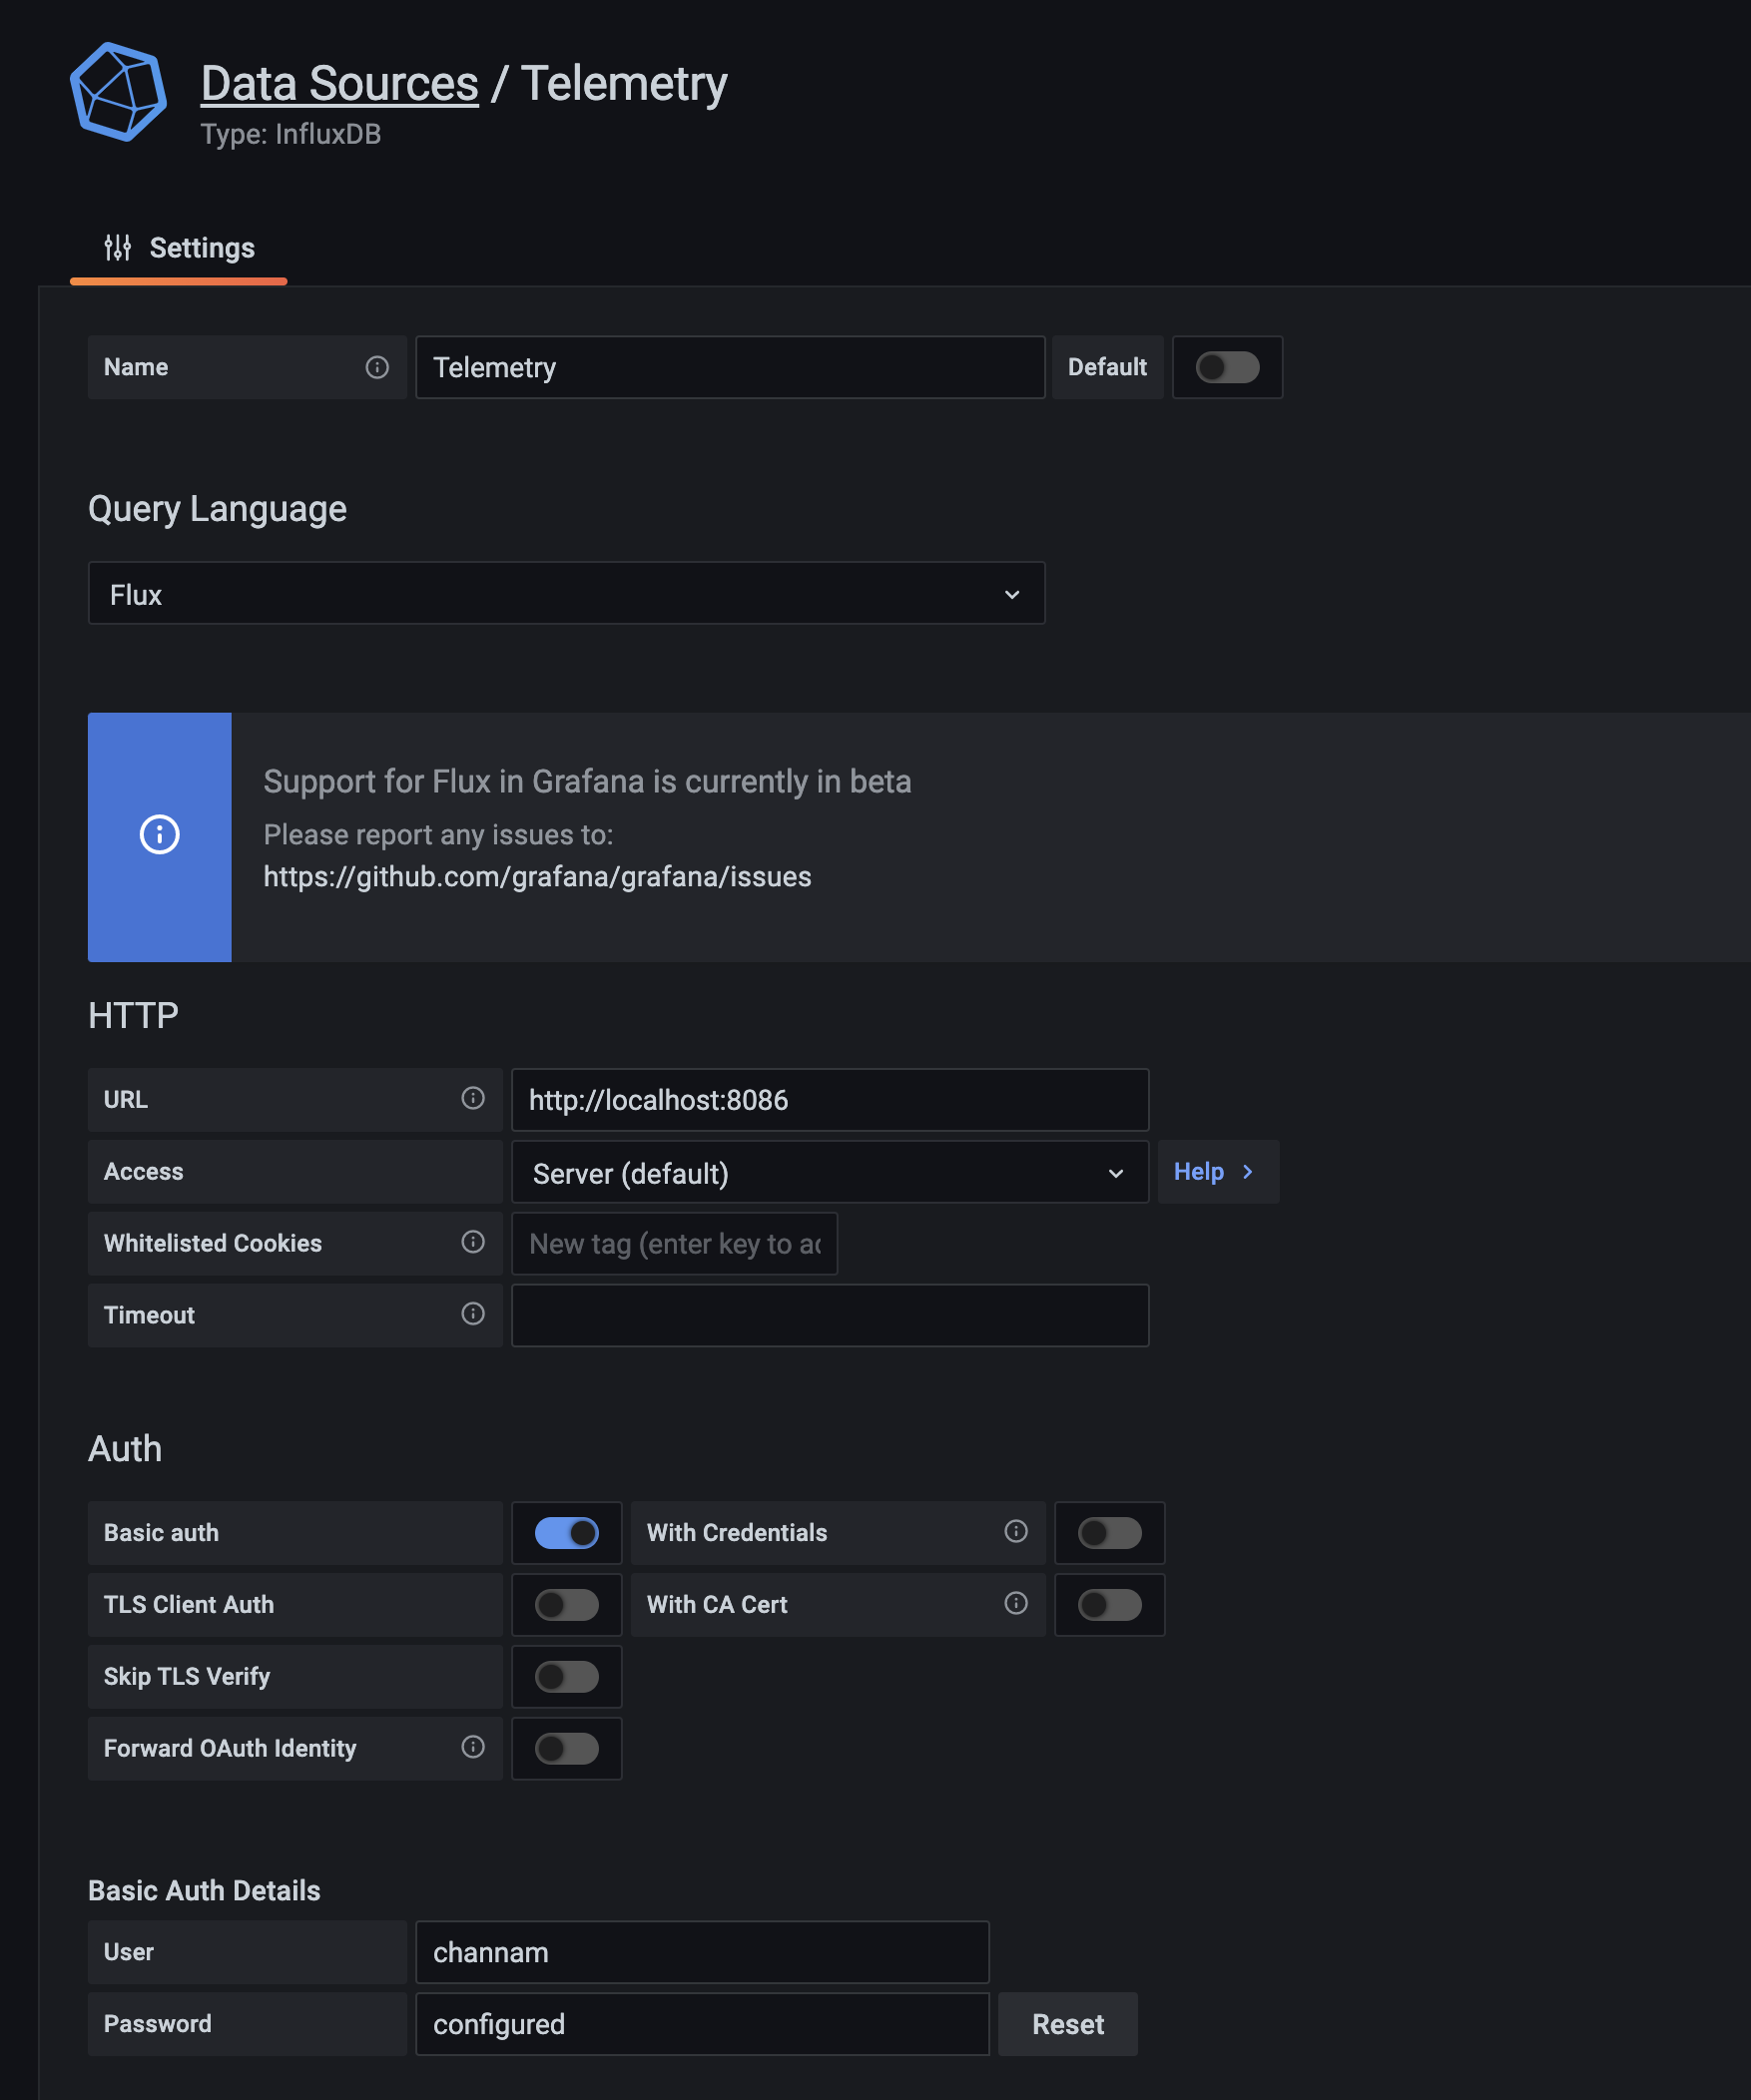 Data Sources / Telemetry
Type: InfluxDB
Settings
Name
Telemetry
Default
Query Language
Flux
Support for Flux in Grafana is currently in beta
Please report any issues to:
https://github.com/grafana/grafana/issues
HTTP
URL
http://localhost:8086
Access
Server (default)
Help
Whitelisted Cookies
New tag (enter key to
Timeout
Auth
Basic auth
With Credentials
TLS Client Auth
With CA Cert
Skip TLS Verify
Forward OAuth Identity
Basic Auth Details
User
channam
Password
configured
Reset